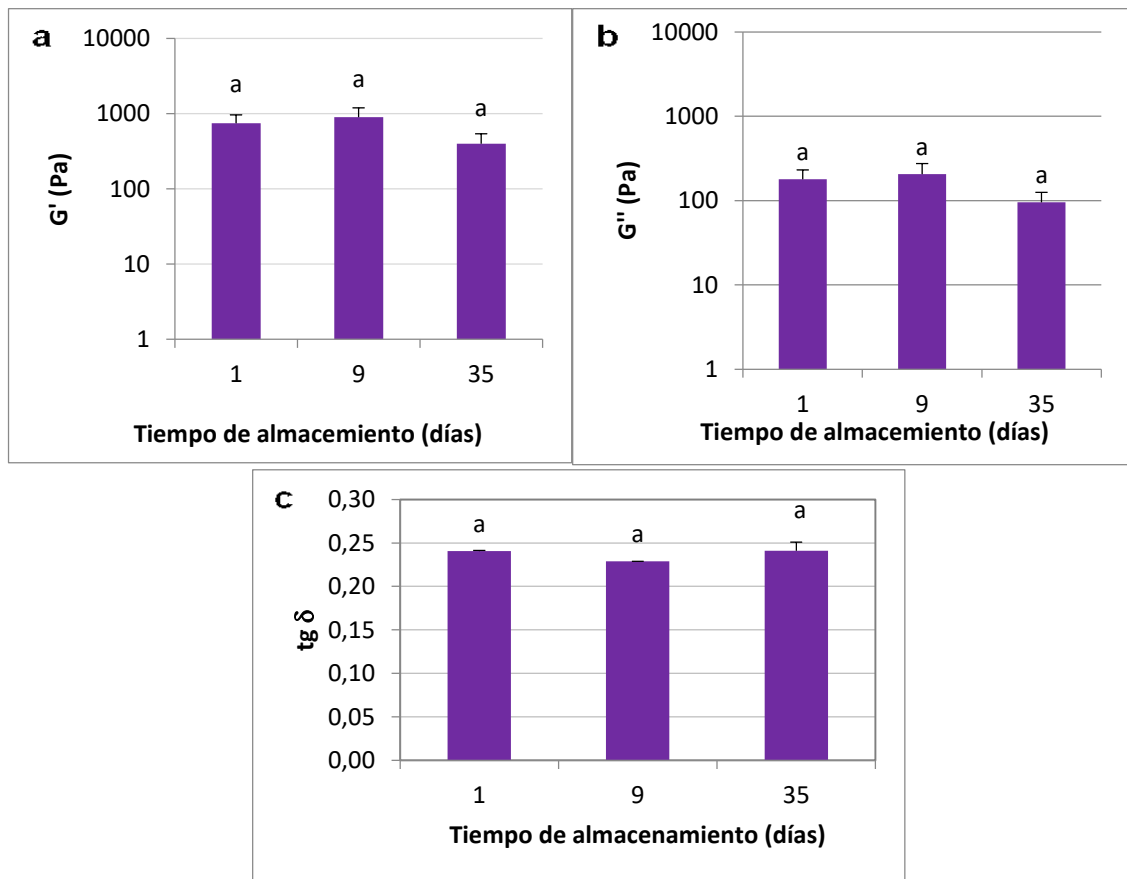 a
10000
1000
100
10
1
G' (Pa)
a
a
a
1
9
35
Tiempo de almacemiento (días)
b
10000
1000
100
10
1
G'' (Pa)
a
a
a
1
9
35
Tiempo de almacemiento (días)
c
0,30
0,25
0,20
0,15
0,10
0,05
0,00
tg δ
a
a
a
1
9
35
Tiempo de almacenamiento (días)